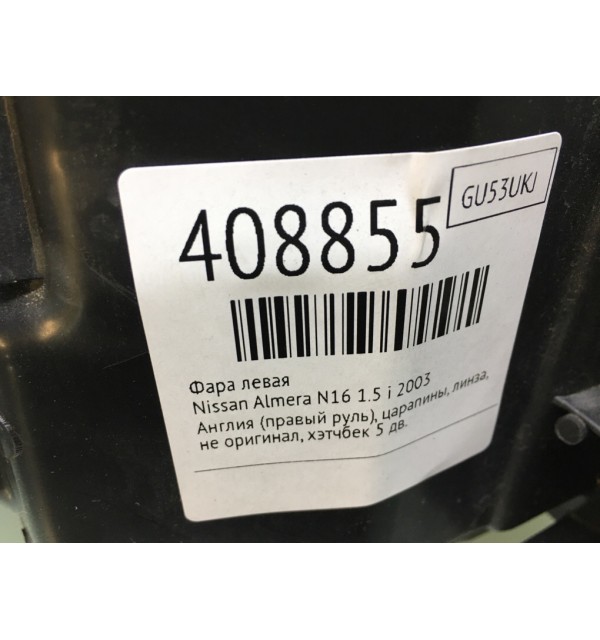 GU53UKJ
408855
Фара левая
Nissan Almera N16 1.5 i 2003
Англия (правый руль), царапины, линза,
не оригинал, хэтчбек 5 дв.